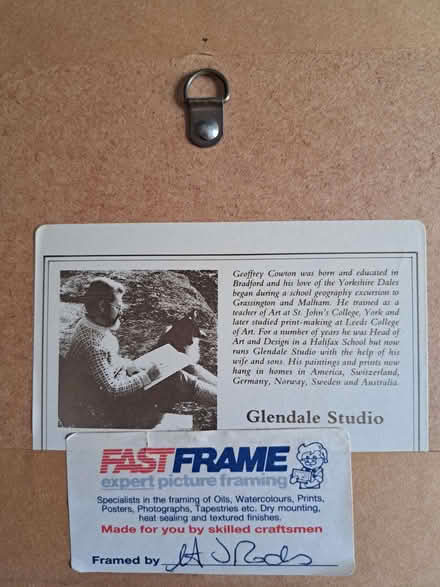 Geoffrey Cowton was born and educated in
Bradford and his love of the Yorkshire Dales
began during a school geography excursion to
Grassington and Malham. He trained as a
teacher of Art at St. John's College, York and
later studied print-making at Leeds College
of Art. For a number of years he was Head of
Art and Design in a Halifax School but now
runs Glendale Studio with the help of his
wife and sons. His paintings and prints now
hang in homes in America, Switzerland,
Germany, Norway, Sweden and Australia.
Glendale Studio
FASTFRAME
expert picture framing
Specialists in the framing of Oils, Watercolours, Prints,
Posters, Photographs, Tapestries etc. Dry mounting,
heat sealing and textured finishes.
Made for you by skilled craftsmen
Framed by